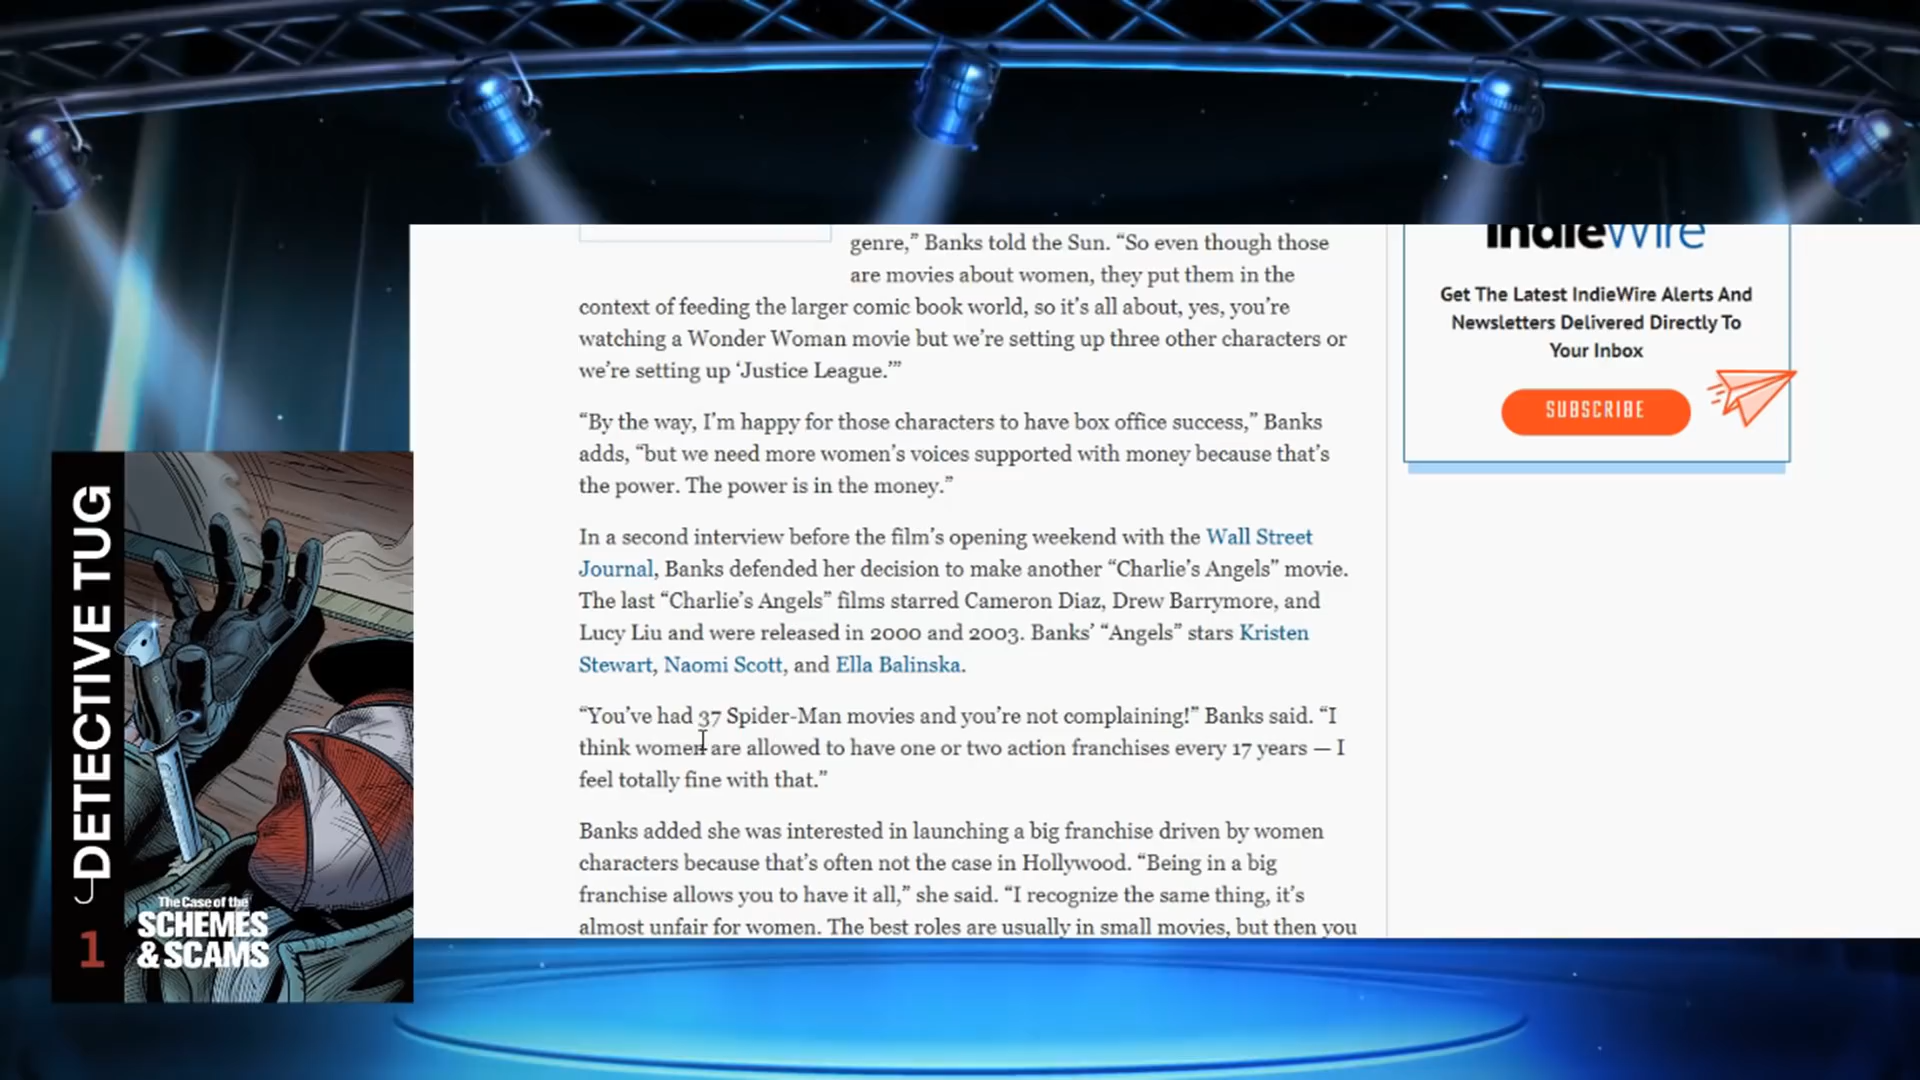 genre,” Banks told the Sun. “So even though those
are movies about women, they put them in the
context of feeding the larger comic book world, so it’s all about, yes, you’re
watching a Wonder Woman movie but we’re setting up three other characters or
we’re setting up ‘Justice League.’”
“By the way, I’m happy for those characters to have box office success,” Banks
adds, “but we need more women’s voices supported with money because that’s
the power. The power is in the money.”
In a second interview before the film’s opening weekend with the Wall Street
Journal, Banks defended her decision to make another “Charlie’s Angels” movie.
The last “Charlie’s Angels” films starred Cameron Diaz, Drew Barrymore, and
Lucy Liu and were released in 2000 and 2003. Banks’ “Angels” stars Kristen
Stewart, Naomi Scott, and Ella Balinska.
“You’ve had 37 Spider-Man movies and you’re not complaining!” Banks said. “I
think women are allowed to have one or two action franchises every 17 years — I
feel totally fine with that.”
Banks added she was interested in launching a big franchise driven by women
characters because that’s often not the case in Hollywood. “Being in a big
franchise allows you to have it all,” she said. “I recognize the same thing, it’s
almost unfair for women. The best roles are usually in small movies, but then you
IndieWire
Get The Latest IndieWire Alerts And
Newsletters Delivered Directly To
Your Inbox
SUBSCRIBE
DETECTIVE TUG
The Case of the
SCHEMES
& SCAMS
1